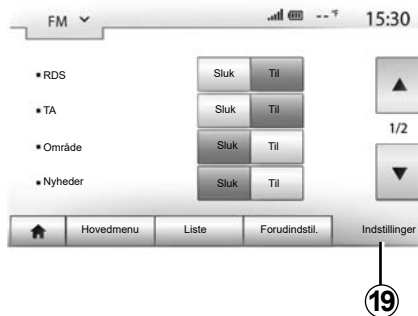 FM -- °F 15:30
RDS Sluk Til
TA Sluk Til
1/2
Område Sluk Til
Nyheder Sluk Til
Hovedmenu Liste Forudindstil. Indstillinger
19